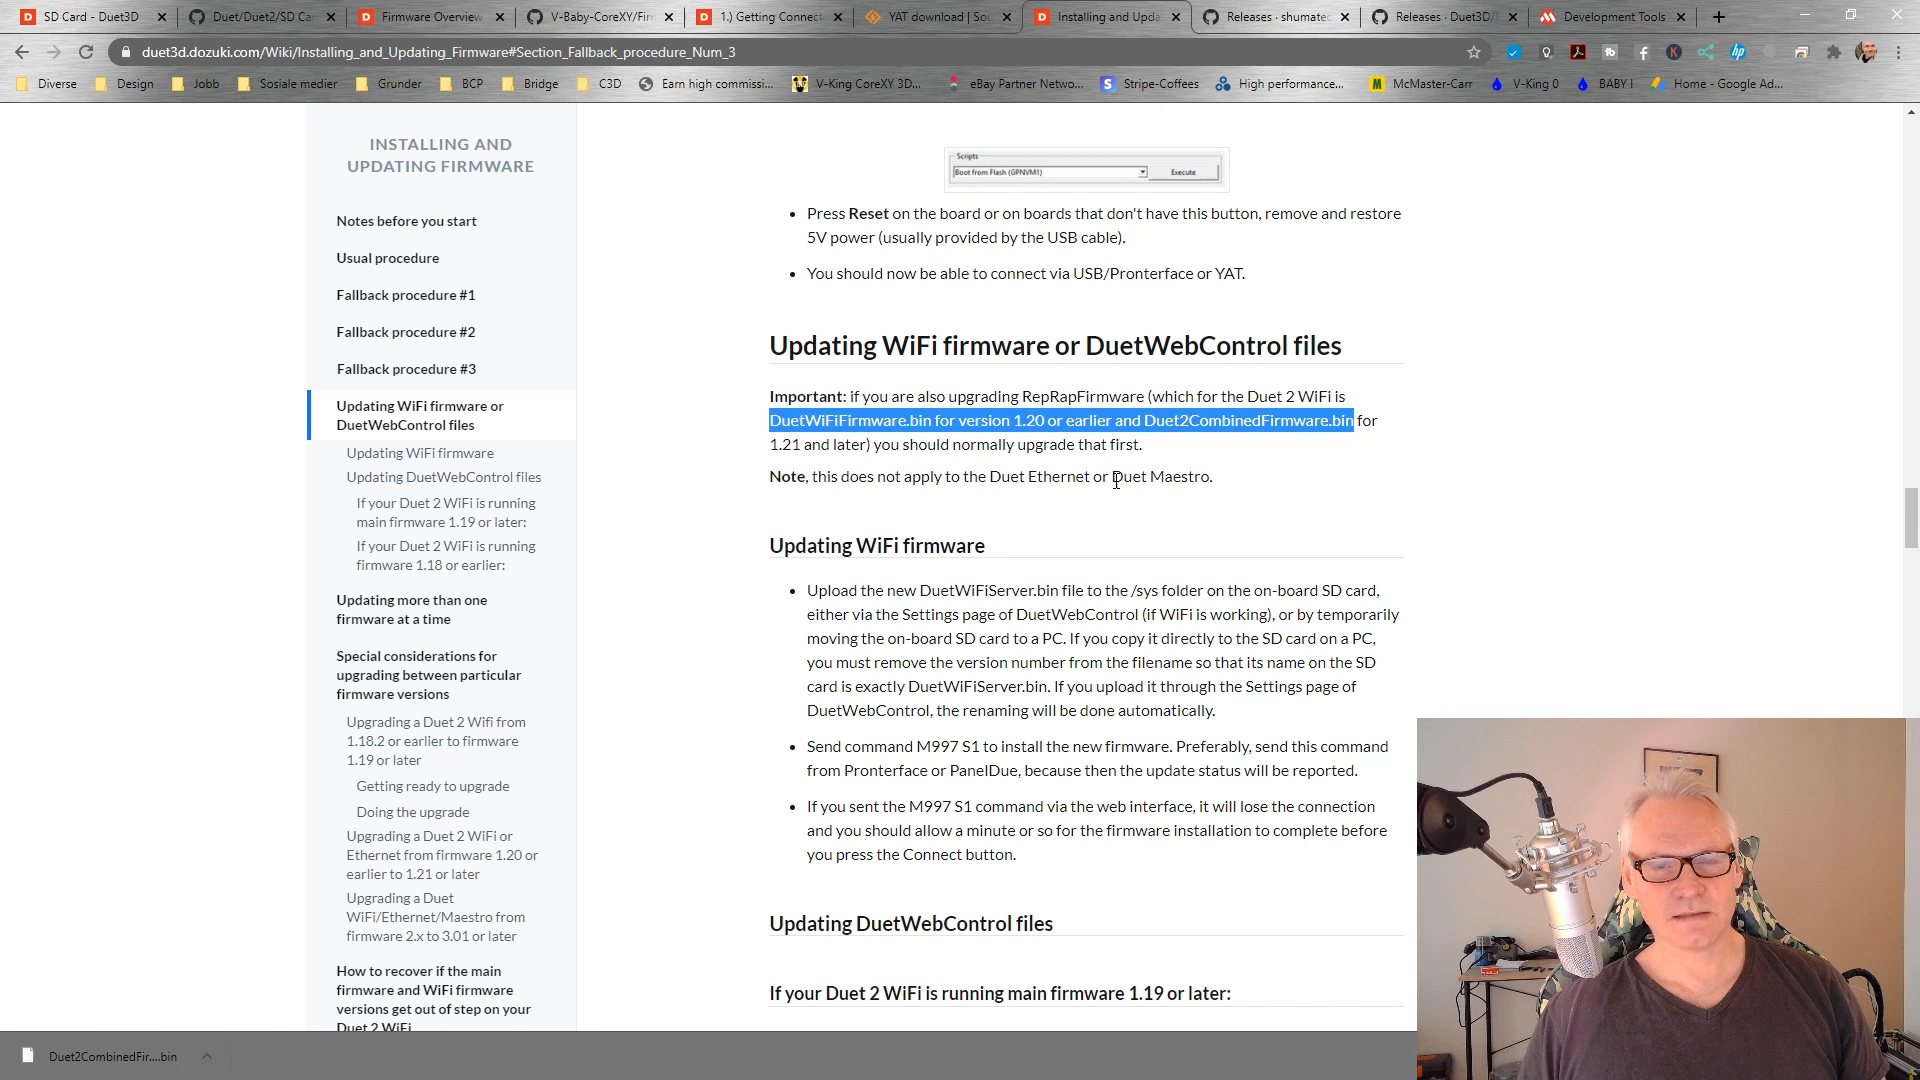 SD Card - Duet3D
Duet/Duet2/SD Ca
Firmware Overview
V-Baby-CoreXY/Fir
1.) Getting Connect
YAT download | So
Installing and Upda
Releases · shumatec
Releases · Duet3D/
Development Tools
duet3d.dozuki.com/Wiki/Installing_and_Updating_Firmware#Section_Fallback_procedure_Num_3
Diverse
Design
Jobb
Sosiale medier
Grunder
BCP
Bridge
C3D
Earn high commissi...
V-King CoreXY 3D...
eBay Partner Netwo...
Stripe-Coffees
High performance...
McMaster-Carr
V-King 0
BABY I
Home - Google Ad...
INSTALLING AND
UPDATING FIRMWARE
Notes before you start
Usual procedure
Fallback procedure #1
Fallback procedure #2
Fallback procedure #3
Updating WiFi firmware or
DuetWebControl files
Updating WiFi firmware
Updating DuetWebControl files
If your Duet 2 WiFi is running
main firmware 1.19 or later:
If your Duet 2 WiFi is running
firmware 1.18 or earlier:
Updating more than one
firmware at a time
Special considerations for
upgrading between particular
firmware versions
Upgrading a Duet 2 Wifi from
1.18.2 or earlier to firmware
1.19 or later
Getting ready to upgrade
Doing the upgrade
Upgrading a Duet 2 WiFi or
Ethernet from firmware 1.20 or
earlier to 1.21 or later
Upgrading a Duet
WiFi/Ethernet/Maestro from
firmware 2.x to 3.01 or later
How to recover if the main
firmware and WiFi firmware
versions get out of step on your
Duet 2 WiFi
Scripts
Boot from Flash (GPNVM1)
Execute
Press Reset on the board or on boards that don't have this button, remove and restore
5V power (usually provided by the USB cable).
You should now be able to connect via USB/Pronterface or YAT.
Updating WiFi firmware or DuetWebControl files
Important: if you are also upgrading RepRapFirmware (which for the Duet 2 WiFi is
DuetWiFiFirmware.bin for version 1.20 or earlier and Duet2CombinedFirmware.bin for
1.21 and later) you should normally upgrade that first.
Note, this does not apply to the Duet Ethernet or Duet Maestro.
Updating WiFi firmware
Upload the new DuetWiFiServer.bin file to the /sys folder on the on-board SD card,
either via the Settings page of DuetWebControl (if WiFi is working), or by temporarily
moving the on-board SD card to a PC. If you copy it directly to the SD card on a PC,
you must remove the version number from the filename so that its name on the SD
card is exactly DuetWiFiServer.bin. If you upload it through the Settings page of
DuetWebControl, the renaming will be done automatically.
Send command M997 S1 to install the new firmware. Preferably, send this command
from Pronterface or PanelDue, because then the update status will be reported.
If you sent the M997 S1 command via the web interface, it will lose the connection
and you should allow a minute or so for the firmware installation to complete before
you press the Connect button.
Updating DuetWebControl files
If your Duet 2 WiFi is running main firmware 1.19 or later:
Duet2CombinedFir....bin